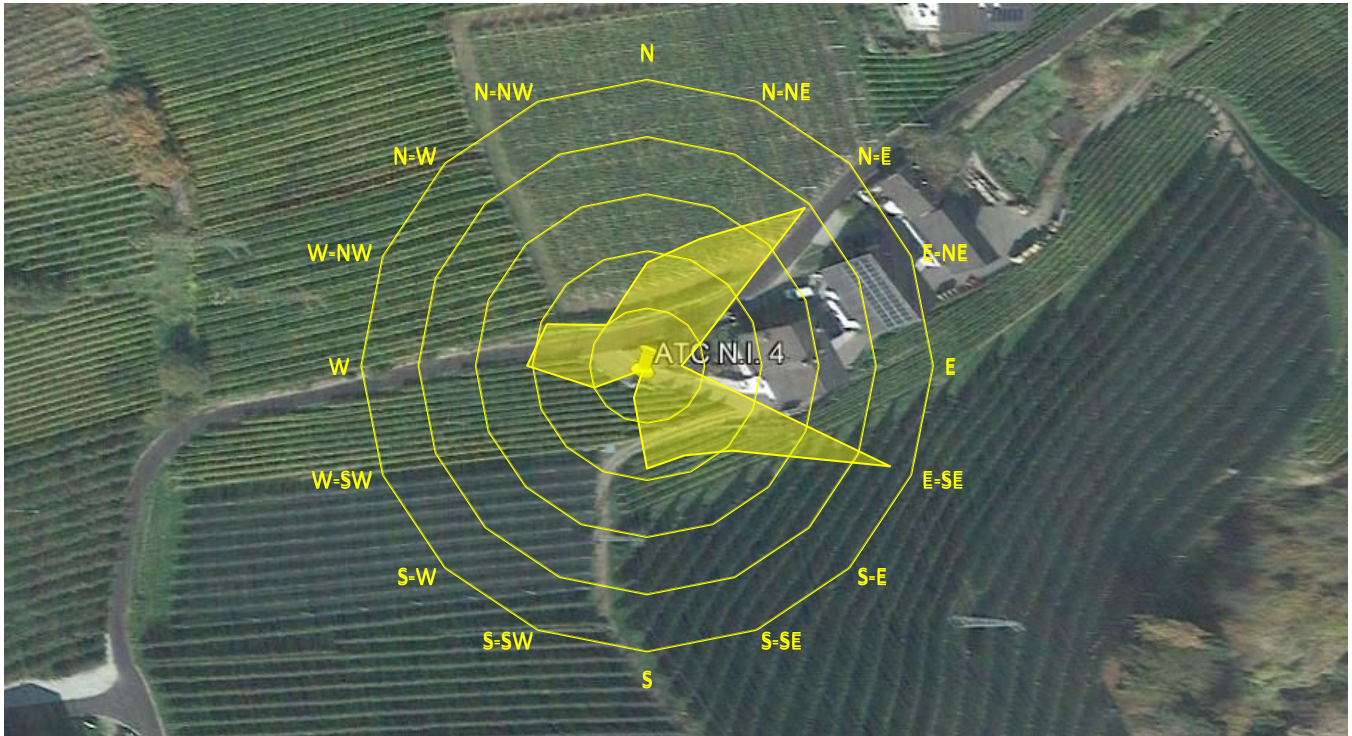 N
N-NW
N-NE
N-W
N-E
W-NW
E-NE
W
ATC N.I. 4
E
W-SW
E-SE
S-W
S-E
S-SW
S-SE
S